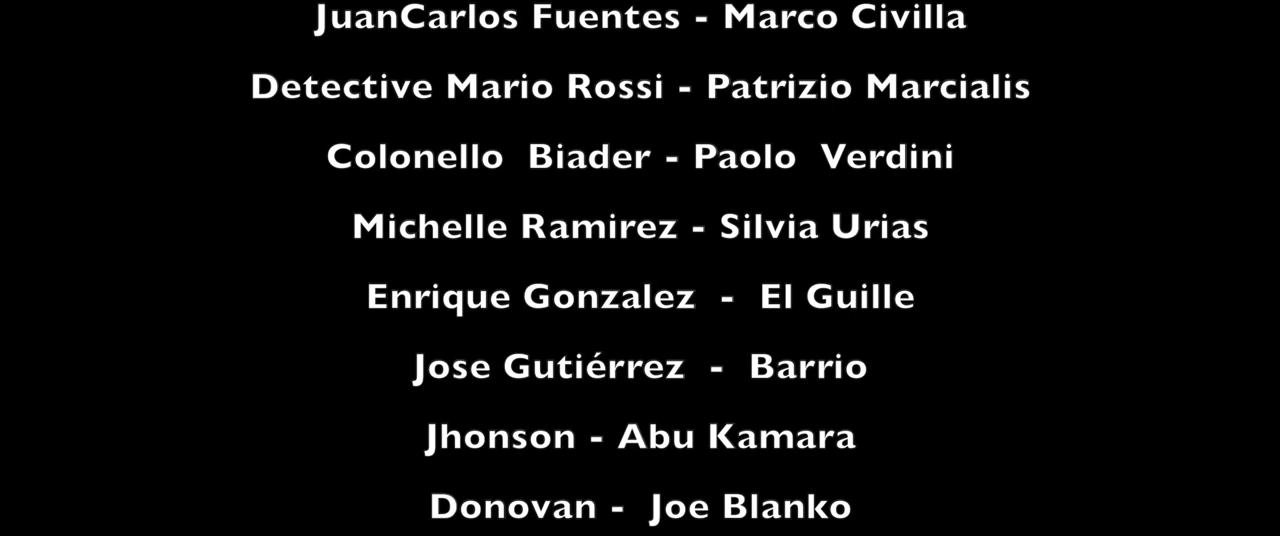 JuanCarlos Fuentes - Marco Civilla
Detective Mario Rossi - Patrizio Marcialis
Colonello  Biader - Paolo  Verdini
Michelle Ramirez - Silvia Urias
Enrique Gonzalez  -  El Guille
Jose Gutiérrez  -  Barrio
Jhonson - Abu Kamara
Donovan -  Joe Blanko